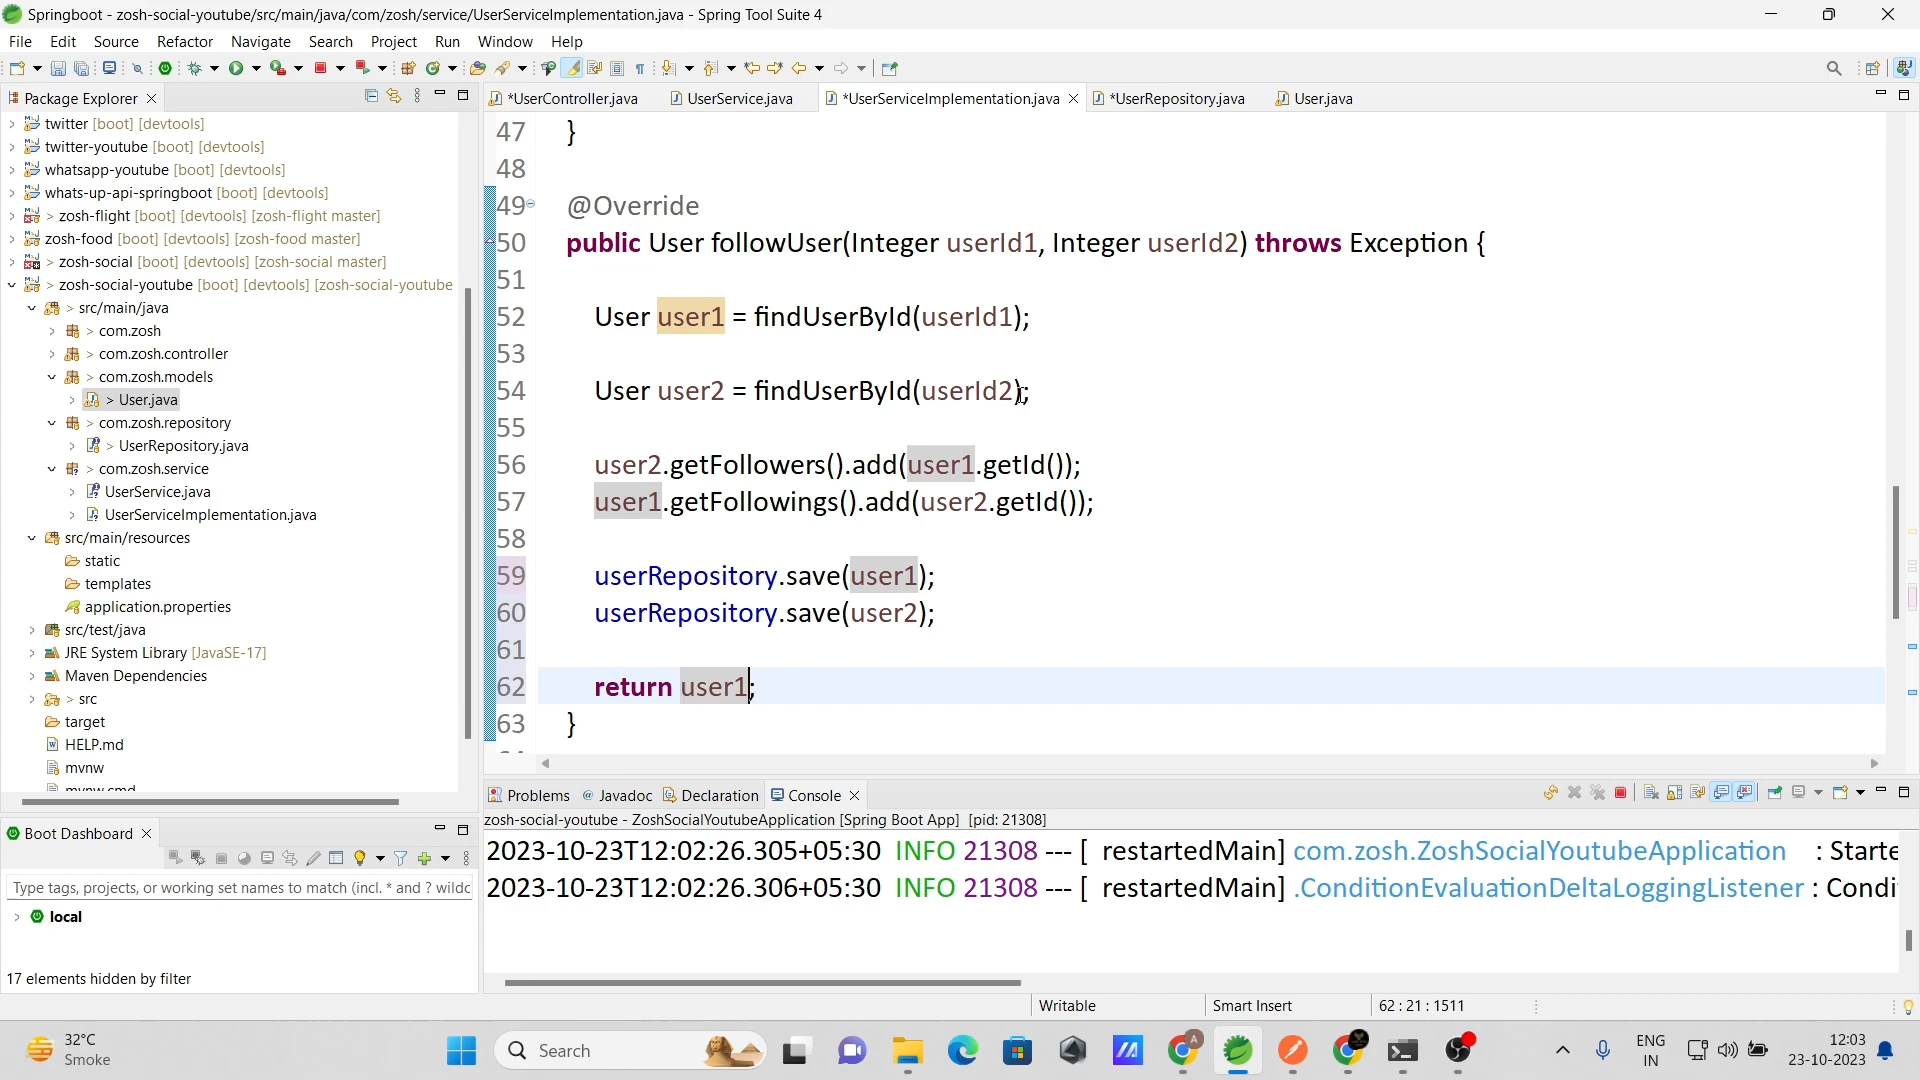 Springboot - zosh-social-youtube/src/main/java/com/zosh/service/UserServiceImplementation.java - Spring Tool Suite 4
File Edit Source Refactor Navigate Search Project Run Window Help
Package Explorer
*UserController.java UserService.java *UserServiceImplementation.java *UserRepository.java User.java
twitter [boot] [devtools]
twitter-youtube [boot] [devtools]
whatsapp-youtube [boot] [devtools]
whats-up-api-springboot [boot] [devtools]
> zosh-flight [boot] [devtools] [zosh-flight master]
zosh-food [boot] [devtools] [zosh-food master]
> zosh-social [boot] [devtools] [zosh-social master]
> zosh-social-youtube [boot] [devtools] [zosh-social-youtube
> src/main/java
> com.zosh
> com.zosh.controller
> com.zosh.models
> User.java
> com.zosh.repository
> UserRepository.java
> com.zosh.service
UserService.java
UserServiceImplementation.java
src/main/resources
static
templates
application.properties
src/test/java
JRE System Library [JavaSE-17]
Maven Dependencies
> src
target
HELP.md
mvnw
mvnw.cmd
47 }
48
49 @Override
50 public User followUser(Integer userId1, Integer userId2) throws Exception {
51
52 User user1 = findUserById(userId1);
53
54 User user2 = findUserById(userId2);
55
56 user2.getFollowers().add(user1.getId());
57 user1.getFollowings().add(user2.getId());
58
59 userRepository.save(user1);
60 userRepository.save(user2);
61
62 return user1;
63 }
Boot Dashboard
Type tags, projects, or working set names to match (incl. * and ? wildc
local
17 elements hidden by filter
Problems Javadoc Declaration Console
zosh-social-youtube - ZoshSocialYoutubeApplication [Spring Boot App] [pid: 21308]
2023-10-23T12:02:26.305+05:30 INFO 21308 --- [ restartedMain] com.zosh.ZoshSocialYoutubeApplication : Starte
2023-10-23T12:02:26.306+05:30 INFO 21308 --- [ restartedMain] .ConditionEvaluationDeltaLoggingListener : Condi
Writable Smart Insert 62 : 21 : 1511
32°C
Smoke
Search
ENG
IN
12:03
23-10-2023